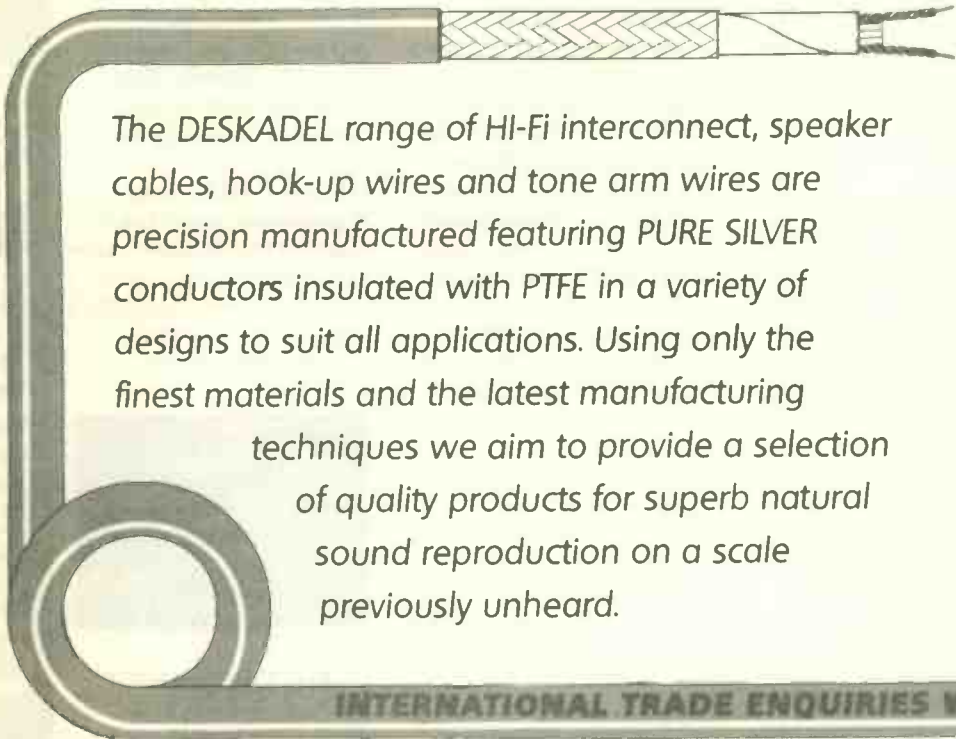 The DESKADEL range of HI-Fi interconnect, speaker
cables, hook-up wires and tone arm wires are
precision manufactured featuring PURE SILVER
conductors insulated with PTFE in a variety of
designs to suit all applications. Using only the
finest materials and the latest manufacturing
techniques we aim to provide a selection
of quality products for superb natural
sound reproduction on a scale
previously unheard.
INTERNATIONAL TRADE ENQUIRIES